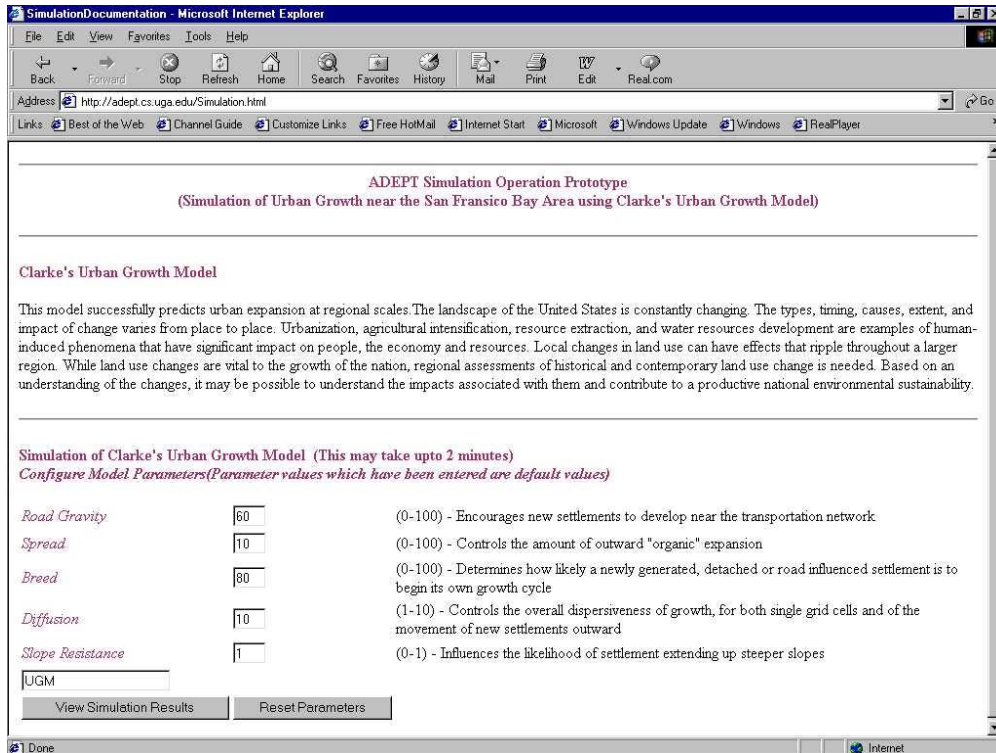 SimulationDocumentation - Microsoft Internet Explorer
File Edit View Favorites Tools Help
Back Forward Stop Refresh Home Search Favorites History Mail Print Edit Real.com
Address http://adept.cs.uga.edu/Simulation.html Go
Links Best of the Web Channel Guide Customize Links Free HotMail Internet Start Microsoft Windows Update Windows RealPlayer
ADEPT Simulation Operation Prototype
(Simulation of Urban Growth near the San Fransico Bay Area using Clarke's Urban Growth Model)
Clarke's Urban Growth Model
This model successfully predicts urban expansion at regional scales.The landscape of the United States is constantly changing. The types, timing, causes, extent, and
impact of change varies from place to place. Urbanization, agricultural intensification, resource extraction, and water resources development are examples of human-
induced phenomena that have significant impact on people, the economy and resources. Local changes in land use can have effects that ripple throughout a larger
region. While land use changes are vital to the growth of the nation, regional assessments of historical and contemporary land use change is needed. Based on an
understanding of the changes, it may be possible to understand the impacts associated with them and contribute to a productive national environmental sustainability.
Simulation of Clarke's Urban Growth Model (This may take upto 2 minutes)
Configure Model Parameters(Parameter values which have been entered are default values)
Road Gravity 60 (0-100) - Encourages new settlements to develop near the transportation network
Spread 10 (0-100) - Controls the amount of outward "organic" expansion
Breed 80 (0-100) - Determines how likely a newly generated, detached or road influenced settlement is to
begin its own growth cycle
Diffusion 10 (1-10) - Controls the overall dispersiveness of growth, for both single grid cells and of the
movement of new settlements outward
Slope Resistance 1 (0-1) - Influences the likelihood of settlement extending up steeper slopes
UGM
View Simulation Results Reset Parameters
Done Internet